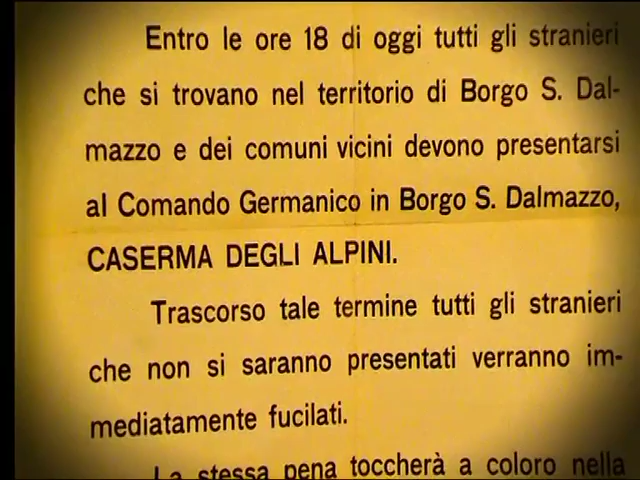 Entro le ore 18 di oggi tutti gli stranieri
che si trovano nel territorio di Borgo S. Dal-
mazzo e dei comuni vicini devono presentarsi
al Comando Germanico in Borgo S. Dalmazzo,
CASERMA DEGLI ALPINI.
Trascorso tale termine tutti gli stranieri
che non si saranno presentati verranno im-
mediatamente fucilati.
La stessa pena toccherà a coloro nella